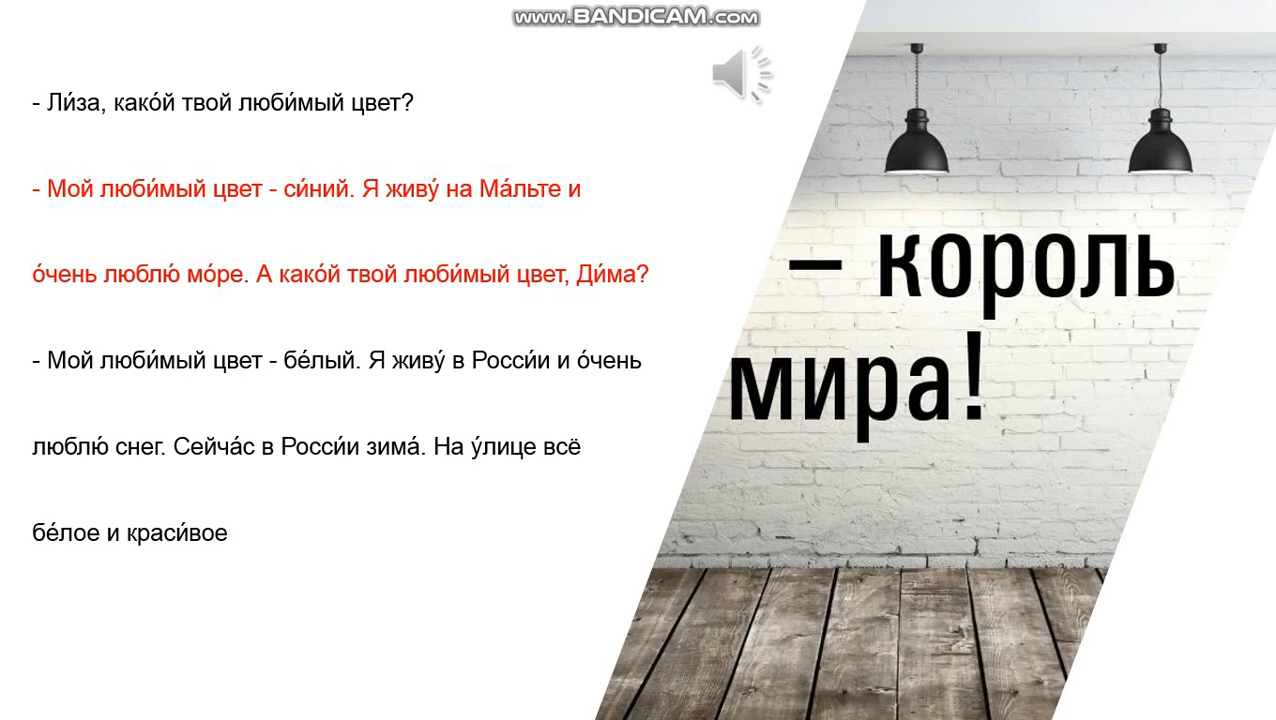 www.BANDICAM.com
- Ли́за, како́й твой люби́мый цвет?
- Мой люби́мый цвет - си́ний. Я живу́ на Ма́льте и
о́чень люблю́ мо́ре. А како́й твой люби́мый цвет, Ди́ма?
- Мой люби́мый цвет - бе́лый. Я живу́ в Росси́и и о́чень
люблю́ снег. Сейча́с в Росси́и зима́. На у́лице всё
бе́лое и краси́вое
– король
мира!